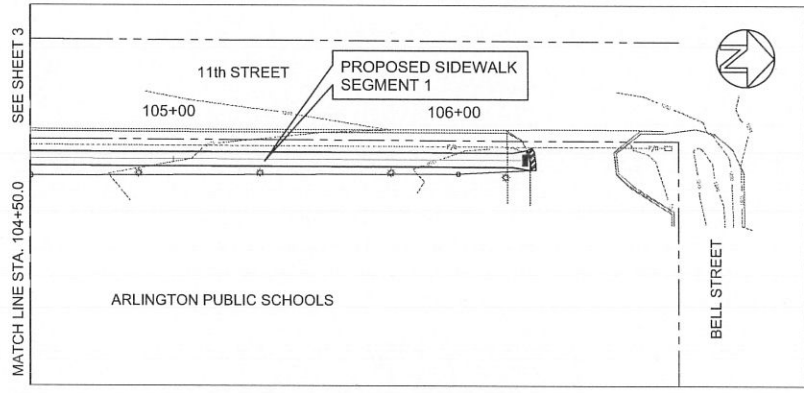 SEE SHEET 3
MATCH LINE STA. 104+50.0
11th STREET
PROPOSED SIDEWALK
SEGMENT 1
105+00
106+00
N
ARLINGTON PUBLIC SCHOOLS
BELL STREET